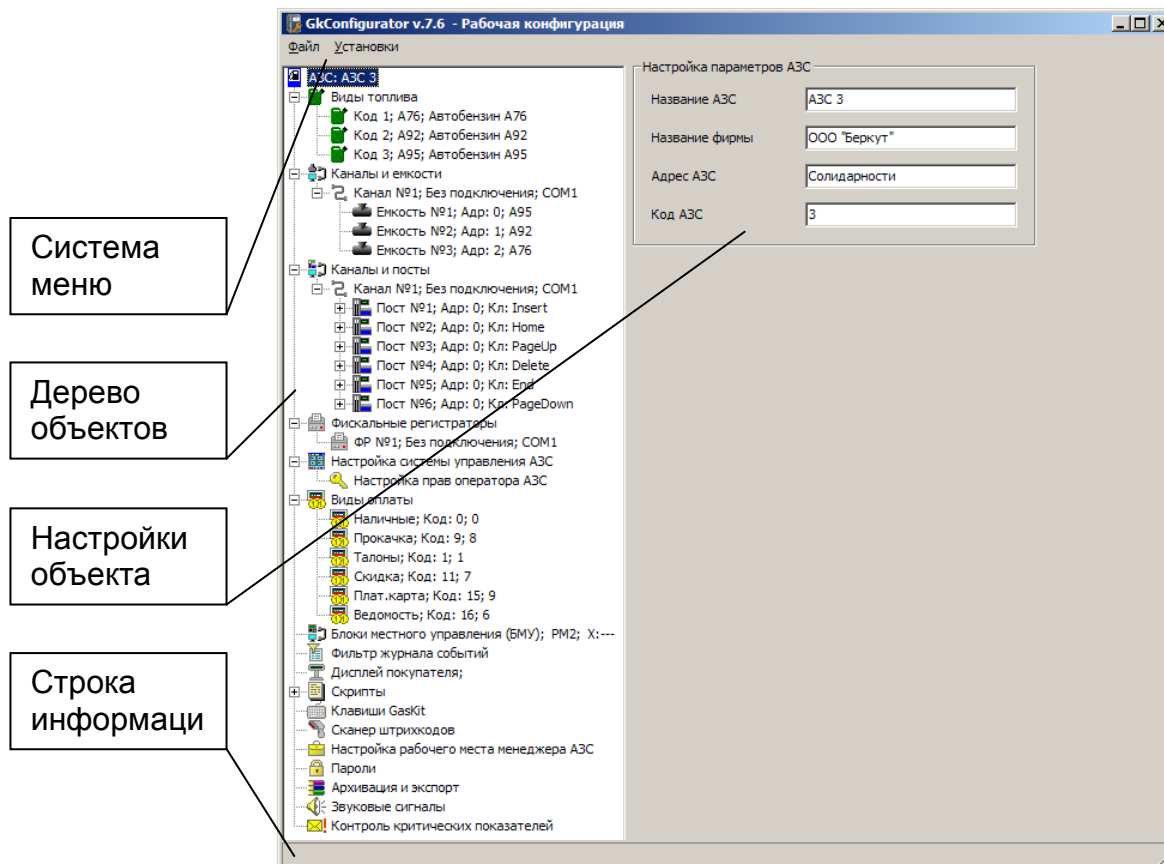 GkConfigurator v.7.6 - Рабочая конфигурация
Файл Установки
АЗС: АЗС 3
Виды топлива
Код 1; А76; Автобензин А76
Код 2; А92; Автобензин А92
Код 3; А95; Автобензин А95
Каналы и емкости
Канал №1; Без подключения; COM1
Емкость №1; Адр: 0; А95
Емкость №2; Адр: 1; А92
Емкость №3; Адр: 2; А76
Каналы и посты
Канал №1; Без подключения; COM1
Пост №1; Адр: 0; Кл: Insert
Пост №2; Адр: 0; Кл: Home
Пост №3; Адр: 0; Кл: PageUp
Пост №4; Адр: 0; Кл: Delete
Пост №5; Адр: 0; Кл: End
Пост №6; Адр: 0; Кл: PageDown
Фискальные регистраторы
ФР №1; Без подключения; COM1
Настройка системы управления АЗС
Настройка прав оператора АЗС
Виды оплаты
Наличные; Код: 0; 0
Прокачка; Код: 9; 8
Талоны; Код: 1; 1
Скидка; Код: 11; 7
Плат.карта; Код: 15; 9
Ведомость; Код: 16; 6
Блоки местного управления (БМУ); РМ2; X:---
Фильтр журнала событий
Дисплей покупателя;
Скрипты
Клавиши GasKit
Сканер штрихкодов
Настройка рабочего места менеджера АЗС
Пароли
Архивация и экспорт
Звуковые сигналы
Контроль критических показателей
Настройка параметров АЗС
Название АЗС АЗС 3
Название фирмы ООО "Беркут"
Адрес АЗС Солидарности
Код АЗС 3
Система
меню
Дерево
объектов
Настройки
объекта
Строка
информаци